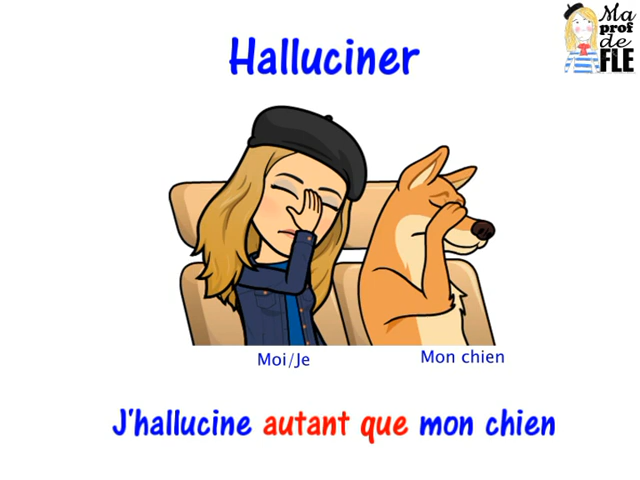 Ma
prof
de
FLE
Halluciner
Moi/Je
Mon chien
J'hallucine autant que mon chien